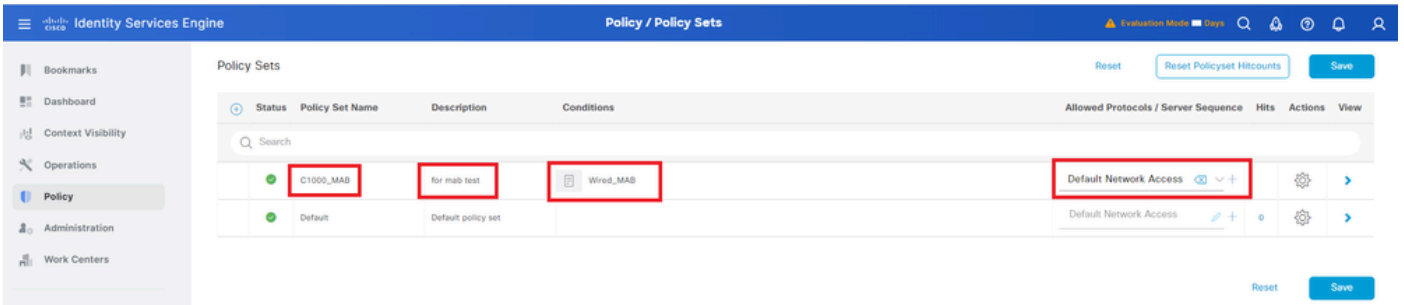 cisco Identity Services Engine Policy / Policy Sets Evaluation Mode Days
Bookmarks
Dashboard
Context Visibility
Operations
Policy
Administration
Work Centers
Policy Sets Reset Reset Policyset Hitcounts Save
Status Policy Set Name Description Conditions Allowed Protocols / Server Sequence Hits Actions View
Search
C1000_MAB for mab test Wired_MAB Default Network Access
Default Default policy set Default Network Access 0
Reset Save